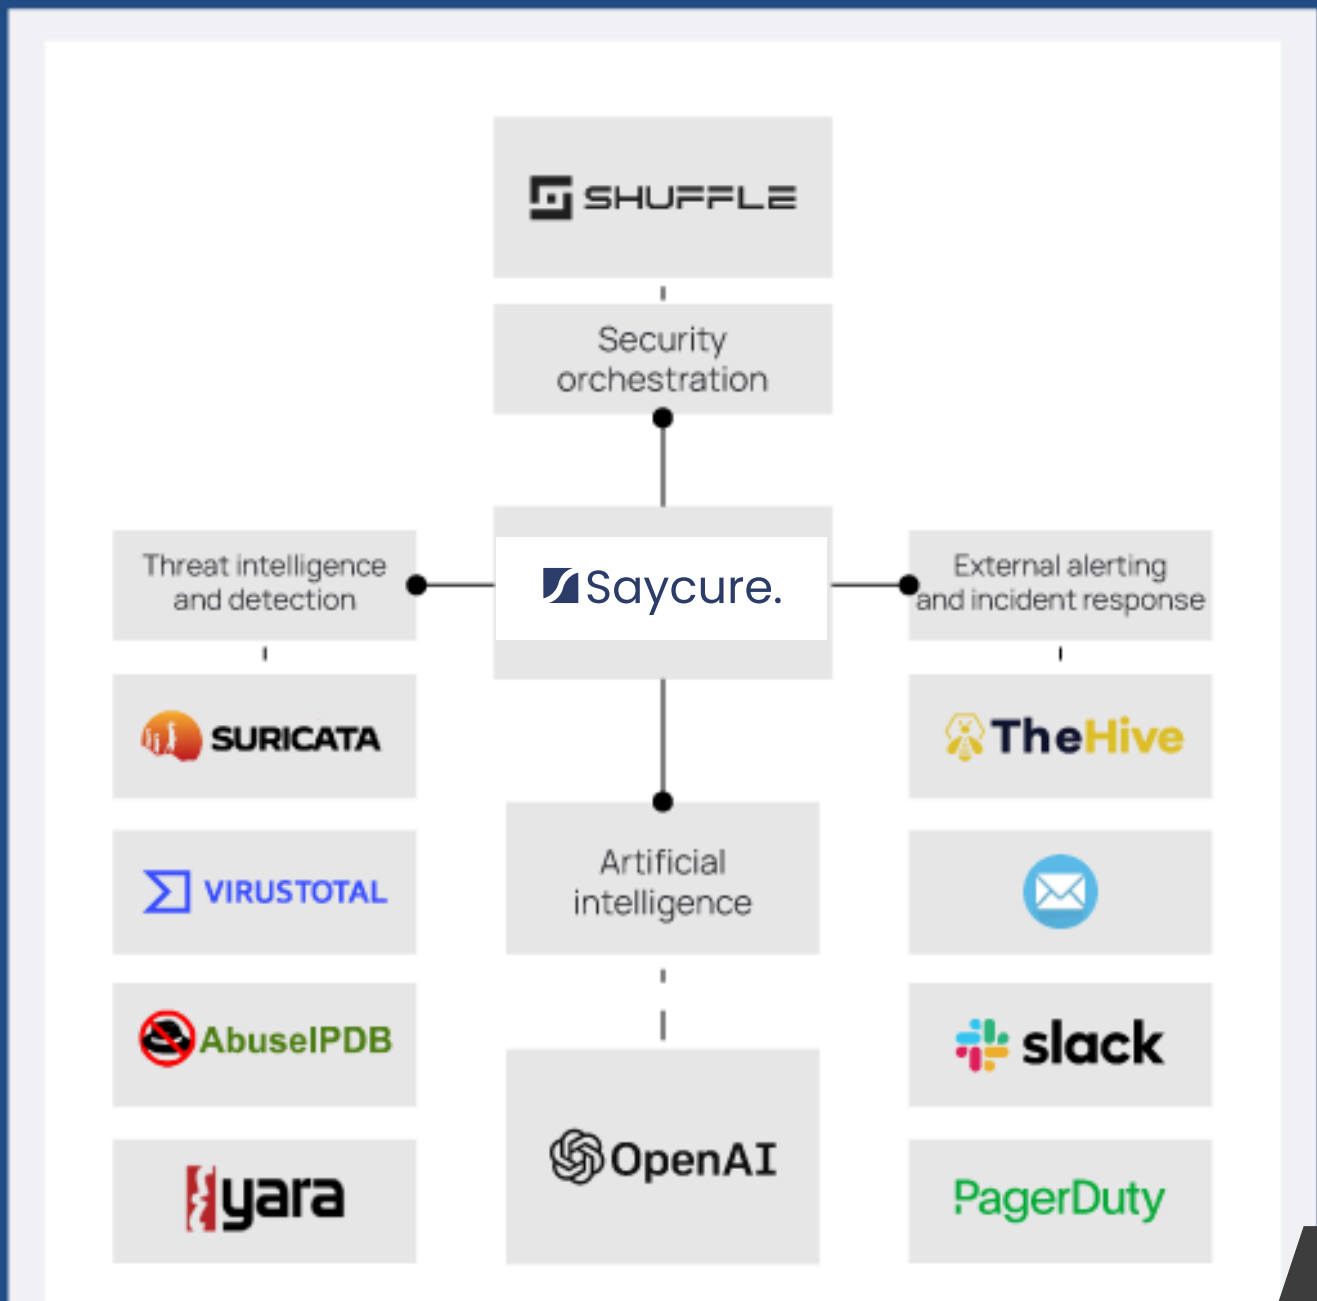 SHUFFLE
Security
orchestration
Threat intelligence
and detection
Saycure.
External alerting
and incident response
SURICATA
TheHive
VIRUSTOTAL
Artificial
intelligence
AbuseIPDB
slack
yara
OpenAI
PagerDuty